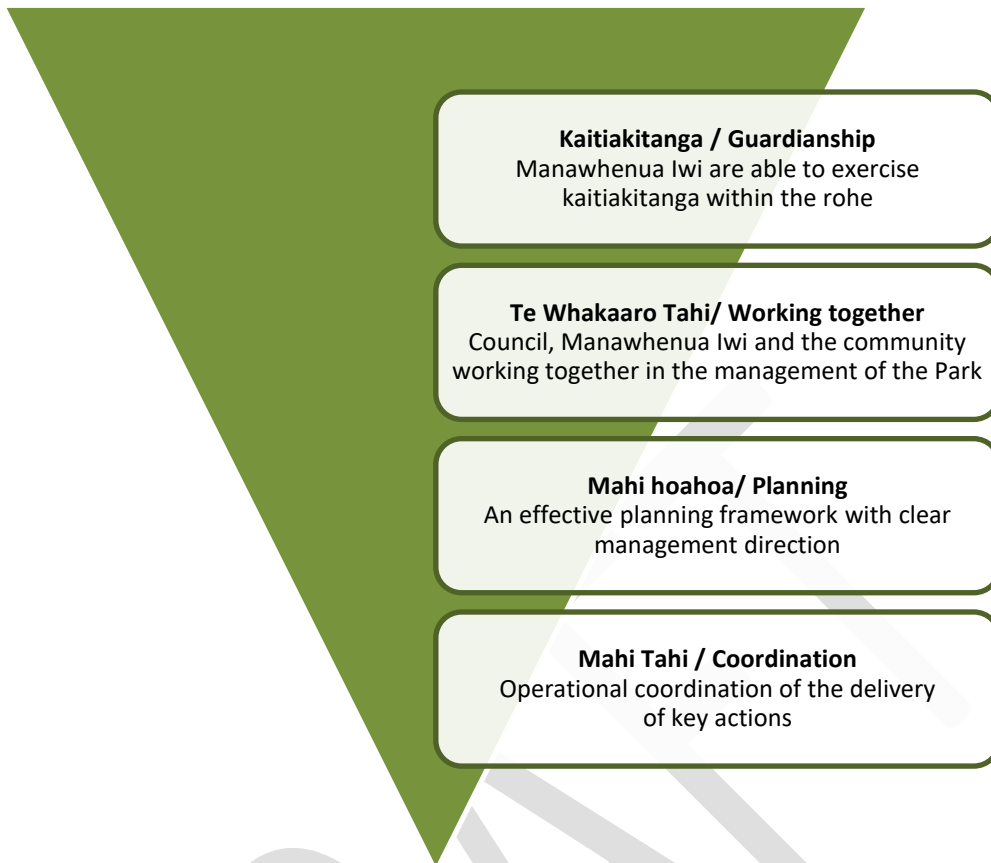 Kaitiakitanga / Guardianship
Manawhenua Iwi are able to exercise
kaitiakitanga within the rohe
Te Whakaaro Tahi/ Working together
Council, Manawhenua Iwi and the community
working together in the management of the Park
Mahi hoahoa/ Planning
An effective planning framework with clear
management direction
Mahi Tahi / Coordination
Operational coordination of the delivery
of key actions